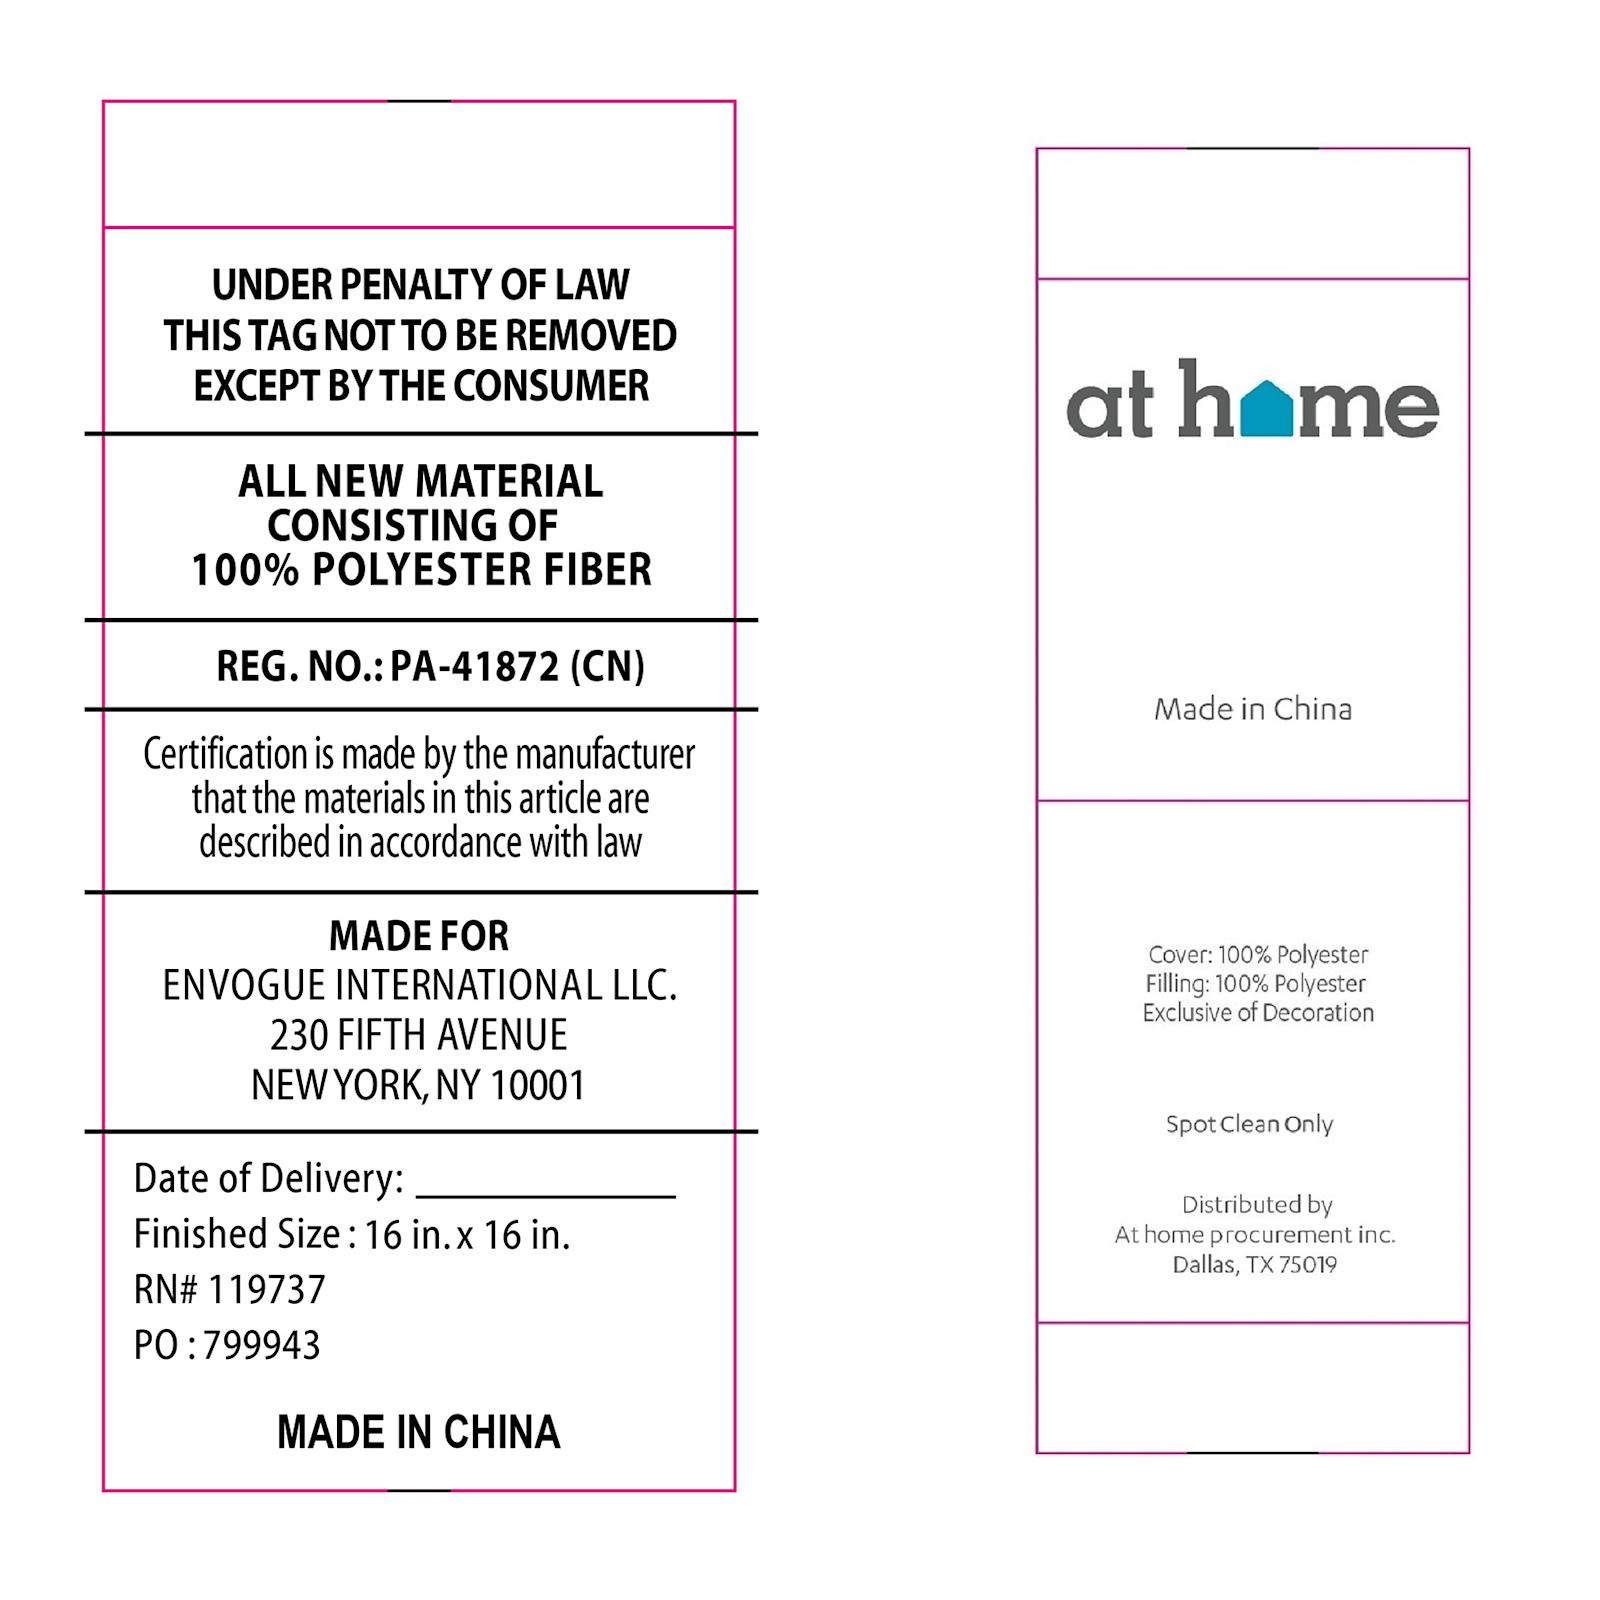 UNDER PENALTY OF LAW
THIS TAG NOT TO BE REMOVED
EXCEPT BY THE CONSUMER
ALL NEW MATERIAL
CONSISTING OF
100% POLYESTER FIBER
REG. NO.: PA-41872 (CN)
Certification is made by the manufacturer
that the materials in this article are
described in accordance with law
MADE FOR
ENVOGUE INTERNATIONAL LLC.
230 FIFTH AVENUE
NEW YORK, NY 10001
Date of Delivery:
Finished Size : 16 in. x 16 in.
RN# 119737
PO : 799943
MADE IN CHINA
at home
Made in China
Cover: 100% Polyester
Filling: 100% Polyester
Exclusive of Decoration
Spot Clean Only
Distributed by
At home procurement inc.
Dallas, TX 75019